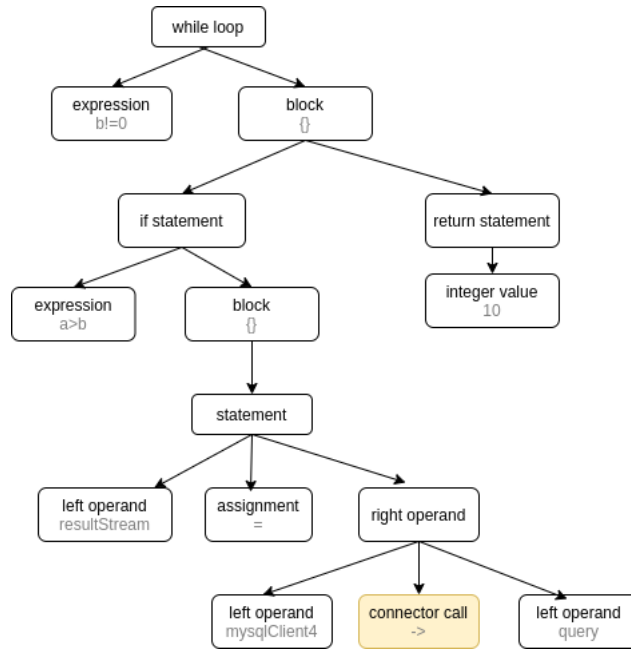 while loop
expression
b!=0
block
{}
if statement
return statement
expression
a>b
block
{}
integer value
10
statement
left operand
resultStream
assignment
=
right operand
left operand
mysqlClient4
connector call
->
left operand
query